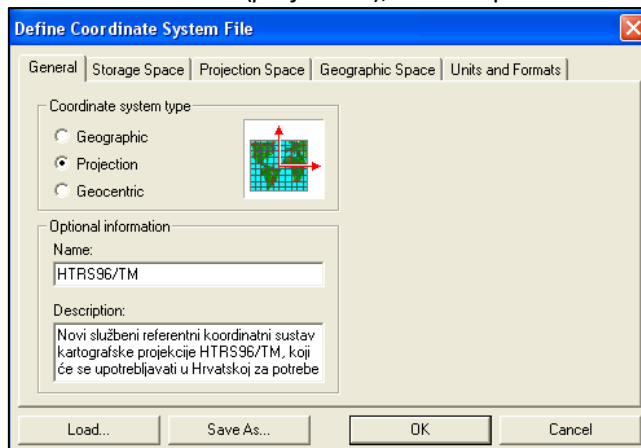 Define Coordinate System File
General Storage Space Projection Space Geographic Space Units and Formats
Coordinate system type
Geographic
Projection
Geocentric
Optional information
Name:
HTRS96/TM
Description:
Novi službeni referentni koordinatni sustav
kartografske projekcije HTRS96/TM, koji
će se upotrebljavati u Hrvatskoj za potrebe
Load... Save As... OK Cancel